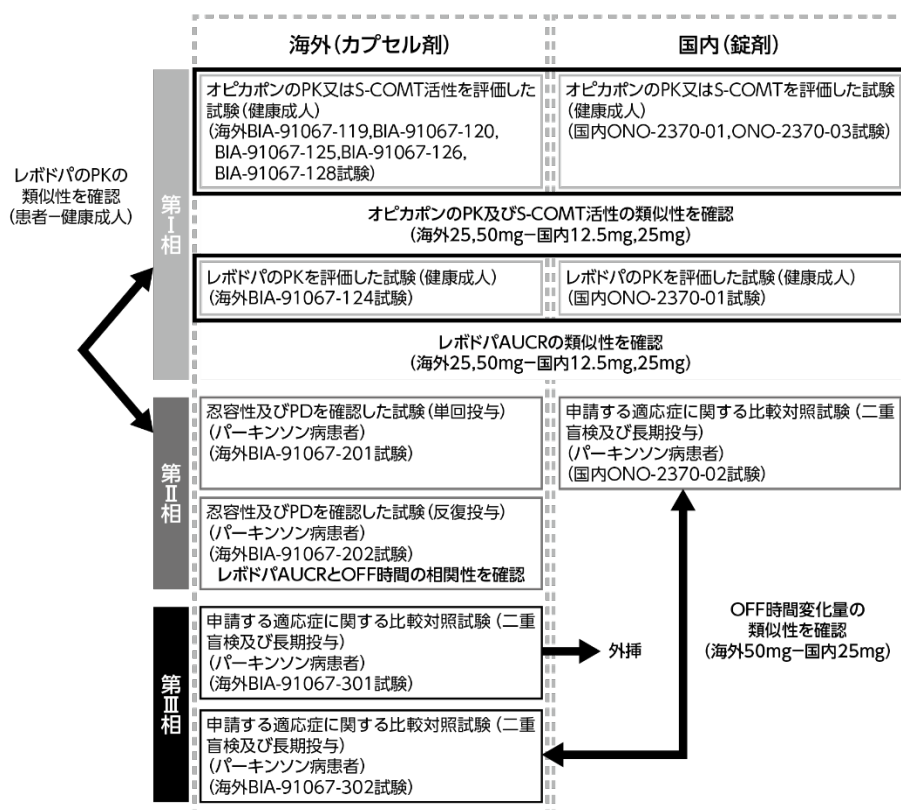 海外(カプセル剤)
国内(錠剤)
レボドパのPKの
類似性を確認
(患者ー健康成人)
第Ⅰ相
オピカポンのPK又はS-COMT活性を評価した
試験(健康成人)
(海外BIA-91067-119,BIA-91067-120,
BIA-91067-125,BIA-91067-126,
BIA-91067-128試験)
オピカポンのPK又はS-COMTを評価した試験
(健康成人)
(国内ONO-2370-01,ONO-2370-03試験)
オピカポンのPK及びS-COMT活性の類似性を確認
(海外25,50mgー国内12.5mg,25mg)
レボドパのPKを評価した試験(健康成人)
(海外BIA-91067-124試験)
レボドパのPKを評価した試験(健康成人)
(国内ONO-2370-01試験)
レボドパAUCRの類似性を確認
(海外25,50mgー国内12.5mg,25mg)
第Ⅱ相
忍容性及びPDを確認した試験(単回投与)
(パーキンソン病患者)
(海外BIA-91067-201試験)
申請する適応症に関する比較対照試験(二重
盲検及び長期投与)
(パーキンソン病患者)
(国内ONO-2370-02試験)
忍容性及びPDを確認した試験(反復投与)
(パーキンソン病患者)
(海外BIA-91067-202試験)
レボドパAUCRとOFF時間の相関性を確認
第Ⅲ相
申請する適応症に関する比較対照試験(二重
盲検及び長期投与)
(パーキンソン病患者)
(海外BIA-91067-301試験)
外挿
OFF時間変化量の
類似性を確認
(海外50mgー国内25mg)
申請する適応症に関する比較対照試験(二重
盲検及び長期投与)
(パーキンソン病患者)
(海外BIA-91067-302試験)